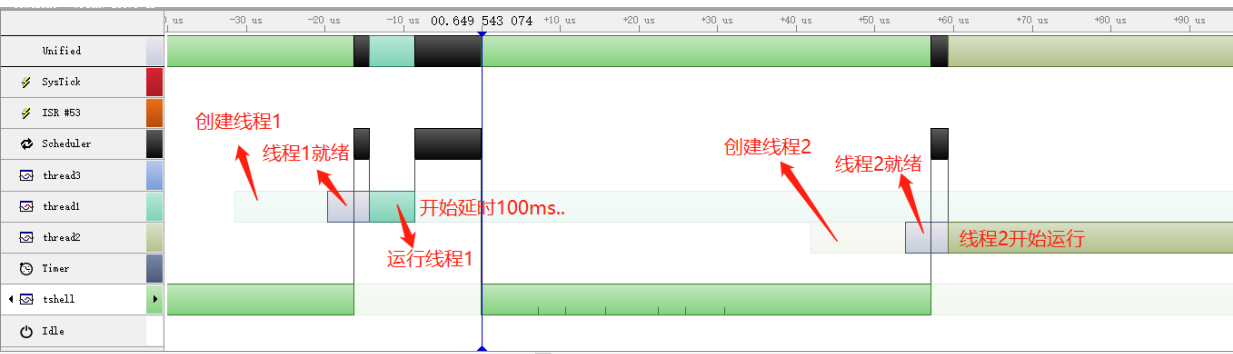 us -30 us -20 us -10 us 00.649 543 074 +10 us +20 us +30 us +40 us +50 us +60 us +70 us +80 us +90 us
Unified
SysTick
ISR #53
创建线程1
Scheduler
线程1就绪
创建线程2
线程2就绪
thread3
thread1
开始延时100ms..
thread2
线程2开始运行
运行线程1
Timer
tshell
Idle